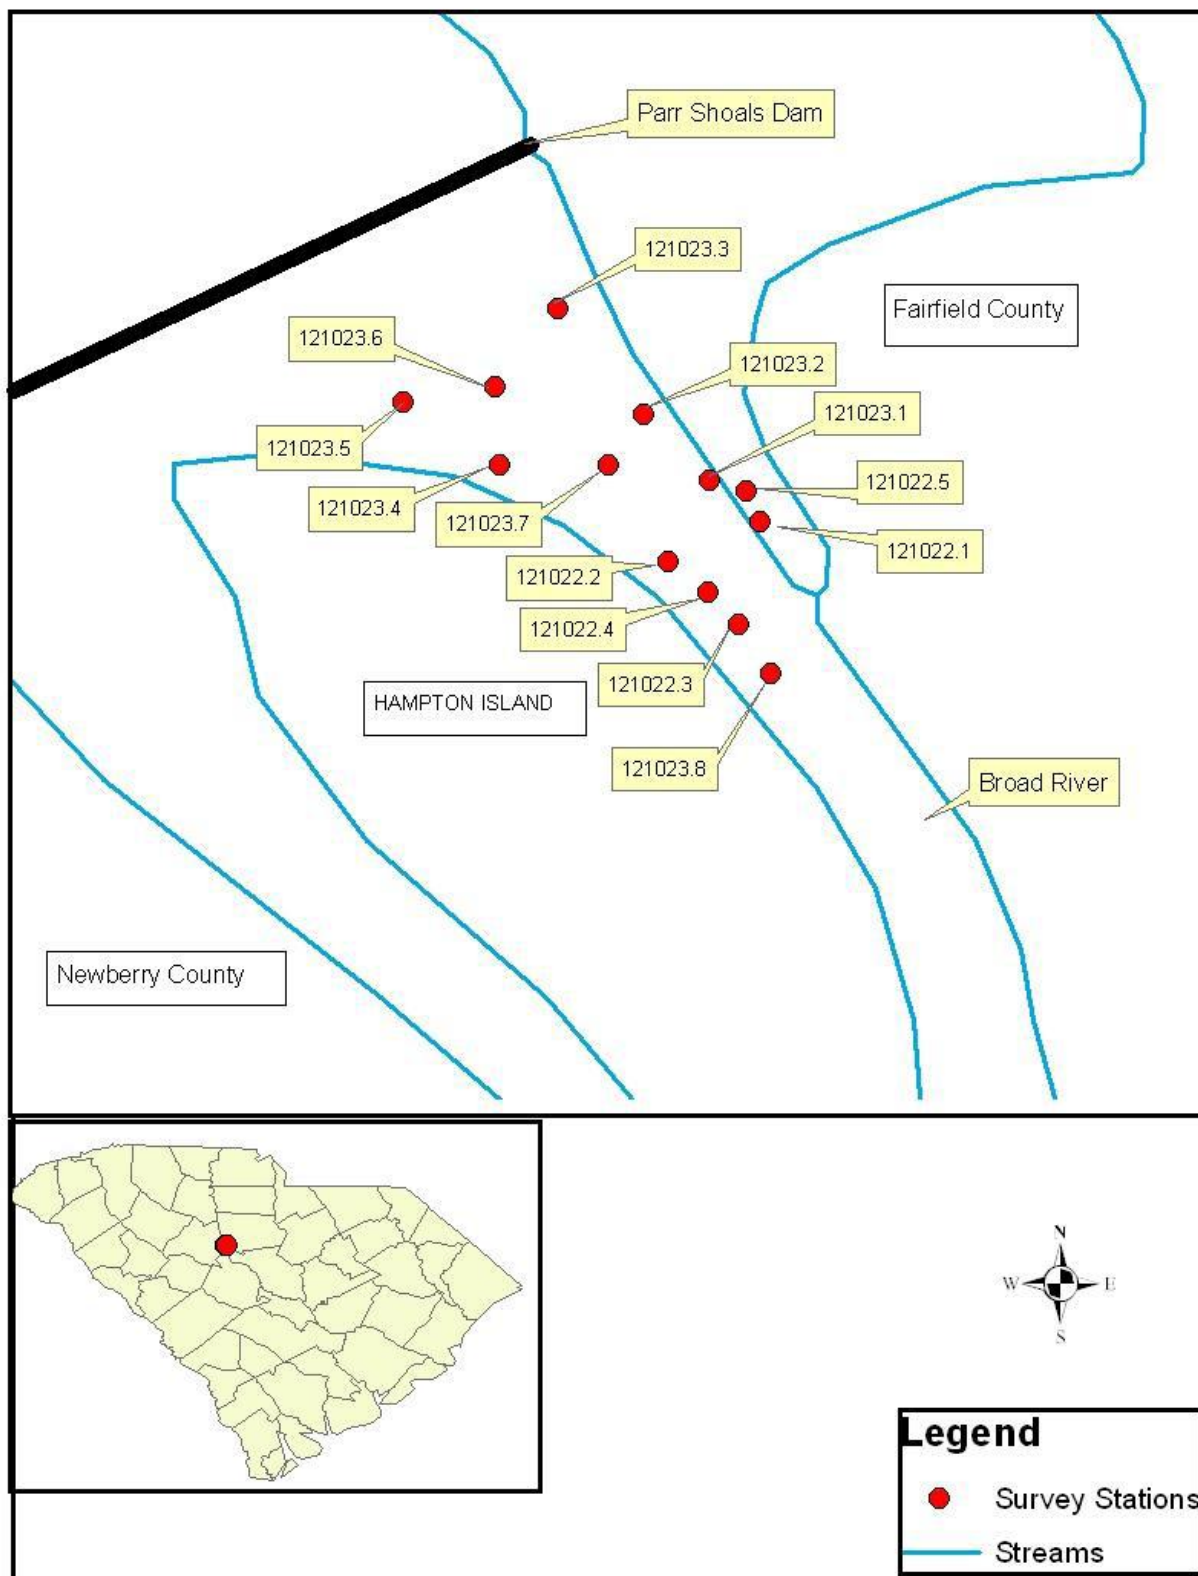 Parr Shoals Dam
121023.3
Fairfield County
121023.6
121023.2
121023.1
121023.5
121022.5
121023.4
121023.7
121022.1
121022.2
121022.4
121022.3
HAMPTON ISLAND
121023.8
Broad River
Newberry County
N
W
E
S
Legend
Survey Stations
Streams